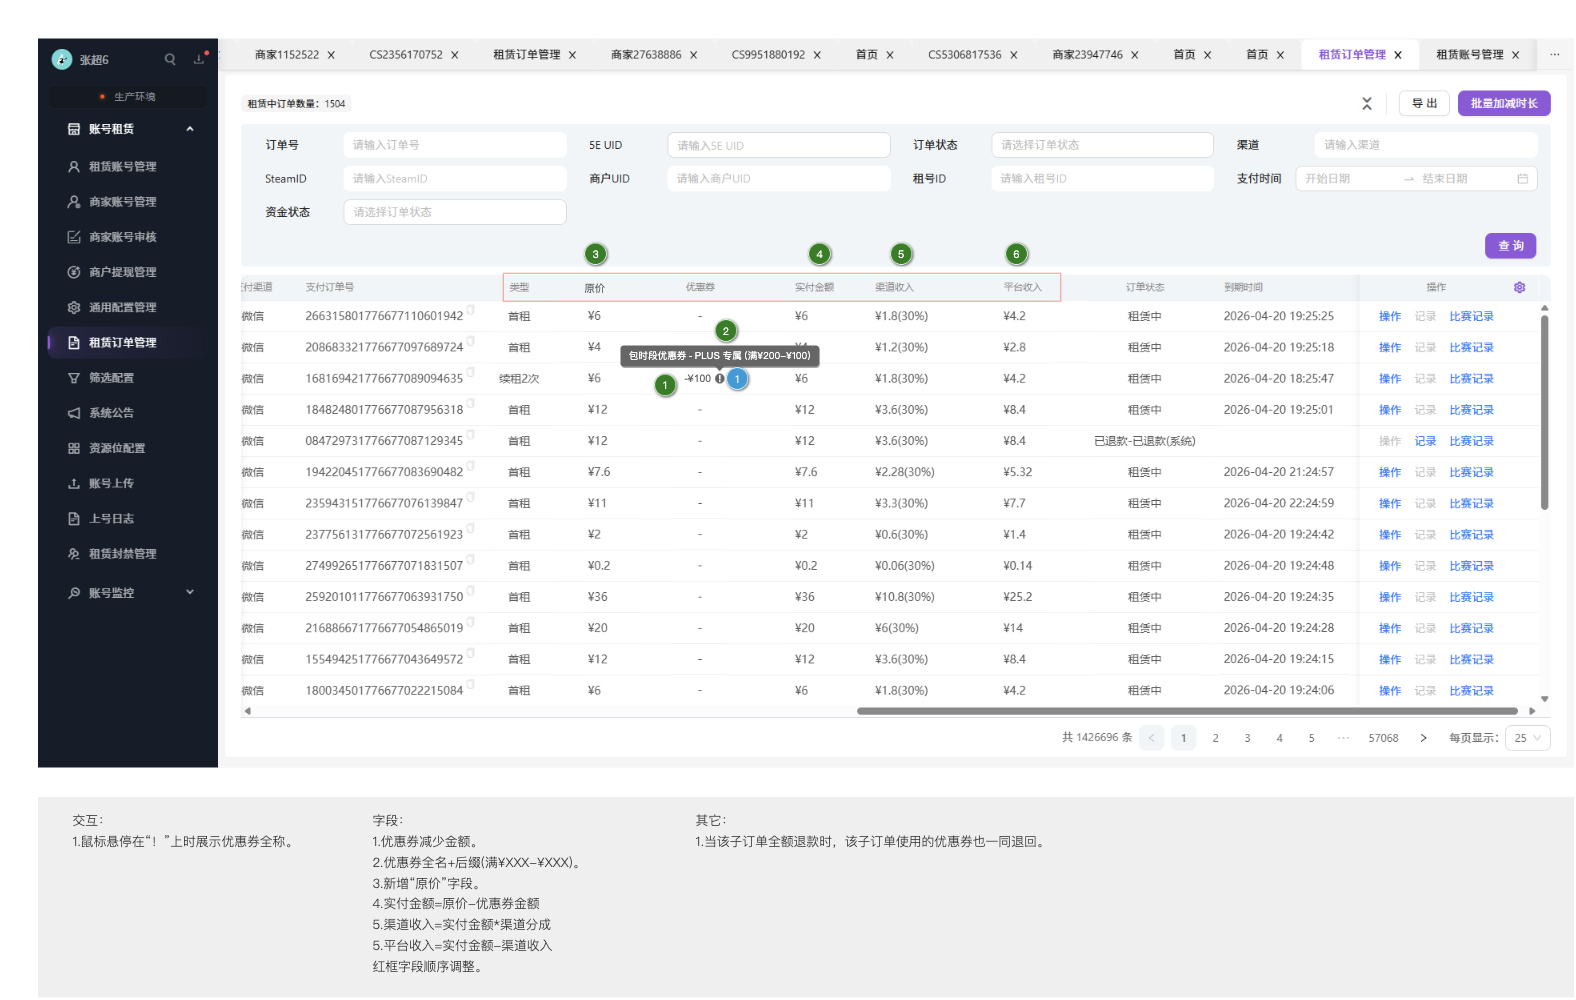 张超6
生产环境
账号租赁
租赁账号管理
商家账号管理
商家账号审核
商户提现管理
通用配置管理
租赁订单管理
筛选配置
系统公告
资源位配置
账号上传
上号日志
租赁封禁管理
账号监控
商家1152522 X CS2356170752 X 租赁订单管理 X 商家27638886 X CS9951880192 X 首页 X CS5306817536 X 商家23947746 X 首页 X 首页 X 租赁订单管理 X 租赁账号管理 X ...
租赁中订单数量：1504 导 出 批量加减时长
订单号 请输入订单号 5E UID 请输入5E UID 订单状态 请选择订单状态 渠道 请输入渠道
SteamID 请输入SteamID 商户UID 请输入商户UID 租号ID 请输入租号ID 支付时间 开始日期 → 结束日期
资金状态 请选择订单状态
查 询
3 4 5 6
付渠道 支付订单号 类型 原价 优惠券 实付金额 渠道收入 平台收入 订单状态 到期时间 操作
微信 266315801776677110601942 首租 ¥6 - ¥6 ¥1.8(30%) ¥4.2 租赁中 2026-04-20 19:25:25 操作 记录 比赛记录
2
微信 208683321776677097689724 首租 ¥4 ¥1.2(30%) ¥2.8 租赁中 2026-04-20 19:25:18 操作 记录 比赛记录
包时段优惠券 - PLUS 专属 (满¥200-¥100)
微信 168169421776677089094635 续租2次 ¥6 1 -¥100 1 ¥6 ¥1.8(30%) ¥4.2 租赁中 2026-04-20 18:25:47 操作 记录 比赛记录
微信 184824801776677087956318 首租 ¥12 - ¥12 ¥3.6(30%) ¥8.4 租赁中 2026-04-20 19:25:01 操作 记录 比赛记录
微信 084729731776677087129345 首租 ¥12 - ¥12 ¥3.6(30%) ¥8.4 已退款-已退款(系统) 操作 记录 比赛记录
微信 194220451776677083690482 首租 ¥7.6 - ¥7.6 ¥2.28(30%) ¥5.32 租赁中 2026-04-20 21:24:57 操作 记录 比赛记录
微信 235943151776677076139847 首租 ¥11 - ¥11 ¥3.3(30%) ¥7.7 租赁中 2026-04-20 22:24:59 操作 记录 比赛记录
微信 237756131776677072561923 首租 ¥2 - ¥2 ¥0.6(30%) ¥1.4 租赁中 2026-04-20 19:24:42 操作 记录 比赛记录
微信 274992651776677071831507 首租 ¥0.2 - ¥0.2 ¥0.06(30%) ¥0.14 租赁中 2026-04-20 19:24:48 操作 记录 比赛记录
微信 259201011776677063931750 首租 ¥36 - ¥36 ¥10.8(30%) ¥25.2 租赁中 2026-04-20 19:24:35 操作 记录 比赛记录
微信 216886671776677054865019 首租 ¥20 - ¥20 ¥6(30%) ¥14 租赁中 2026-04-20 19:24:28 操作 记录 比赛记录
微信 155494251776677043649572 首租 ¥12 - ¥12 ¥3.6(30%) ¥8.4 租赁中 2026-04-20 19:24:15 操作 记录 比赛记录
微信 180034501776677022215084 首租 ¥6 - ¥6 ¥1.8(30%) ¥4.2 租赁中 2026-04-20 19:24:06 操作 记录 比赛记录
共 1426696 条 < 1 2 3 4 5 ... 57068 > 每页显示： 25
交互：
1.鼠标悬停在“！”上时展示优惠券全称。
字段：
1.优惠券减少金额。
2.优惠券全名+后缀(满¥XXX-¥XXX)。
3.新增“原价”字段。
4.实付金额=原价-优惠券金额
5.渠道收入=实付金额*渠道分成
5.平台收入=实付金额-渠道收入
红框字段顺序调整。
其它：
1.当该子订单全额退款时，该子订单使用的优惠券也一同退回。